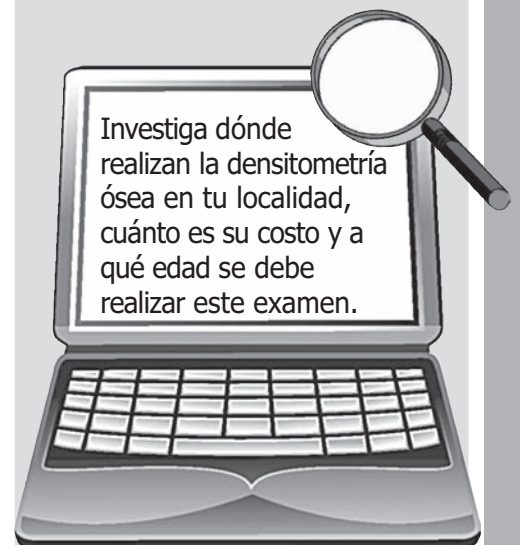 Investiga dónde
realizan la densitometría
ósea en tu localidad,
cuánto es su costo y a
qué edad se debe
realizar este examen.